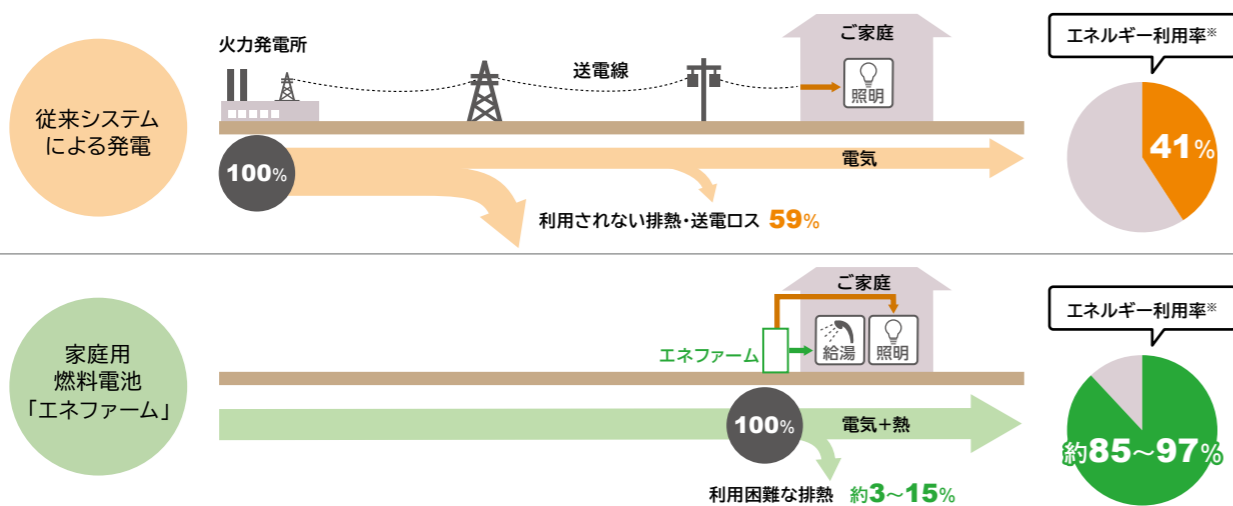 従来システム
による発電
火力発電所
送電線
ご家庭
照明
100%
電気
利用されない排熱・送電ロス 59%
エネルギー利用率※
41%
家庭用
燃料電池
「エネファーム」
エネファーム
ご家庭
給湯
照明
100%
電気+熱
利用困難な排熱 約3〜15%
エネルギー利用率※
約85〜97%